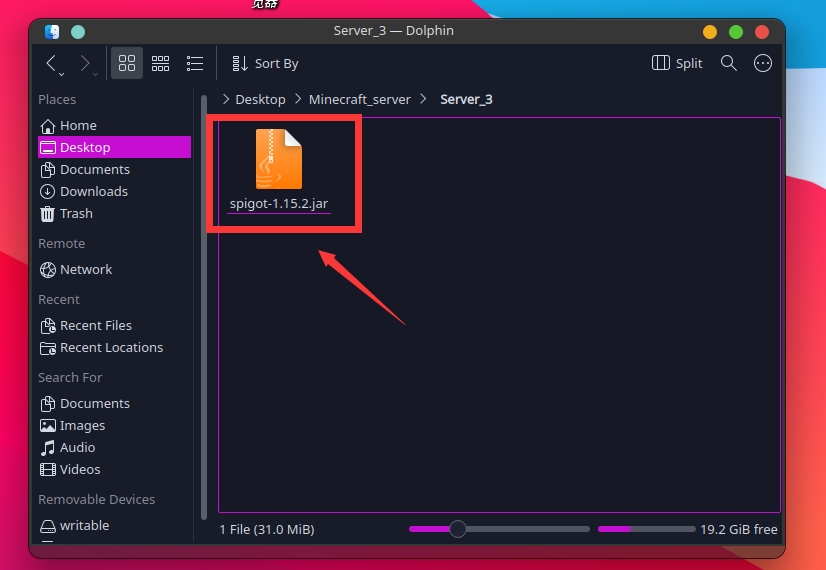 览器
Server_3 — Dolphin
Sort By
Split
Places
Home
Desktop
Documents
Downloads
Trash
Remote
Network
Recent
Recent Files
Recent Locations
Search For
Documents
Images
Audio
Videos
Removable Devices
writable
Desktop
Minecraft_server
Server_3
spigot-1.15.2.jar
1 File (31.0 MiB)
19.2 GiB free